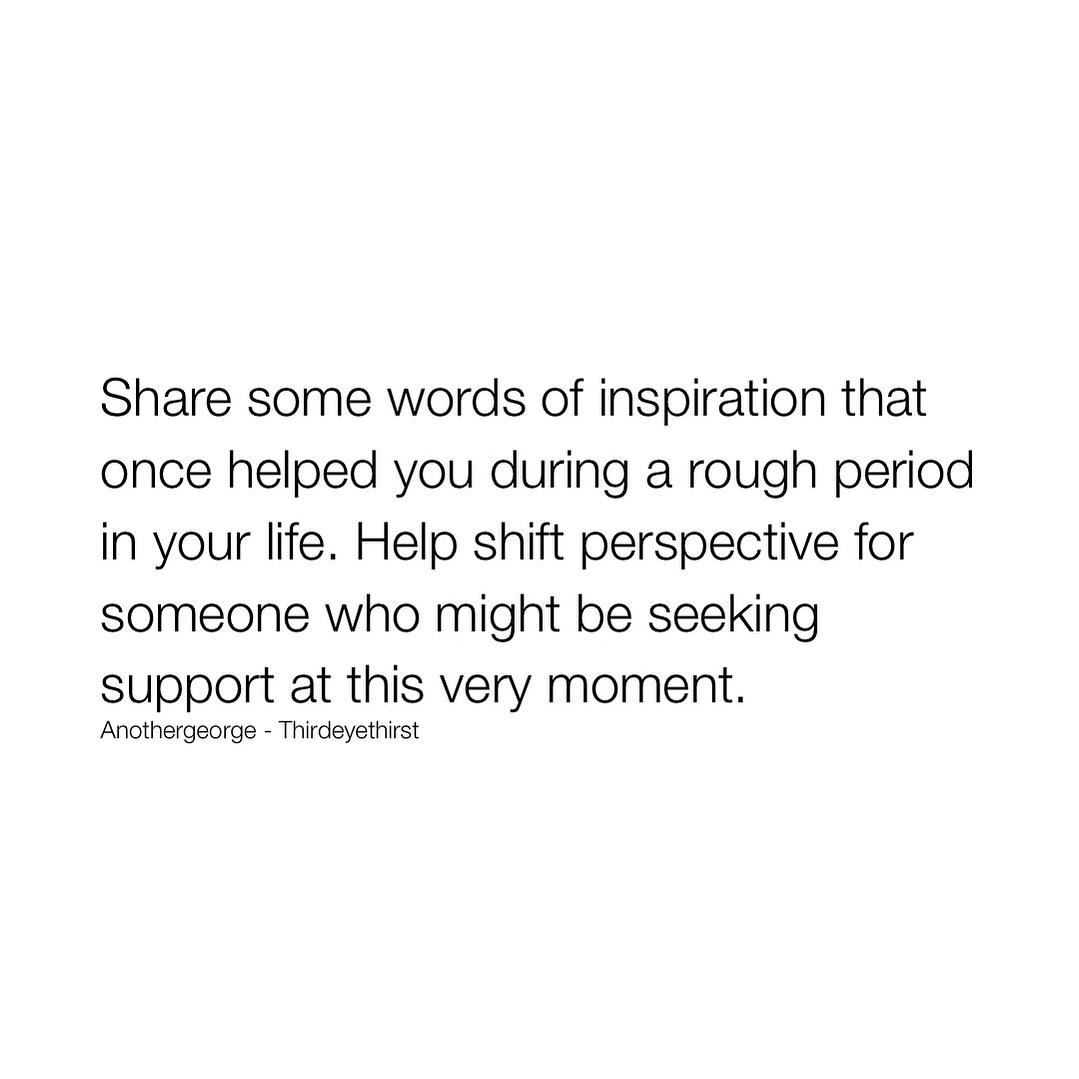 Share some words of inspiration that
once helped you during a rough period
in your life. Help shift perspective for
someone who might be seeking
support at this very moment.
Anothergeorge - Thirdeyethirst